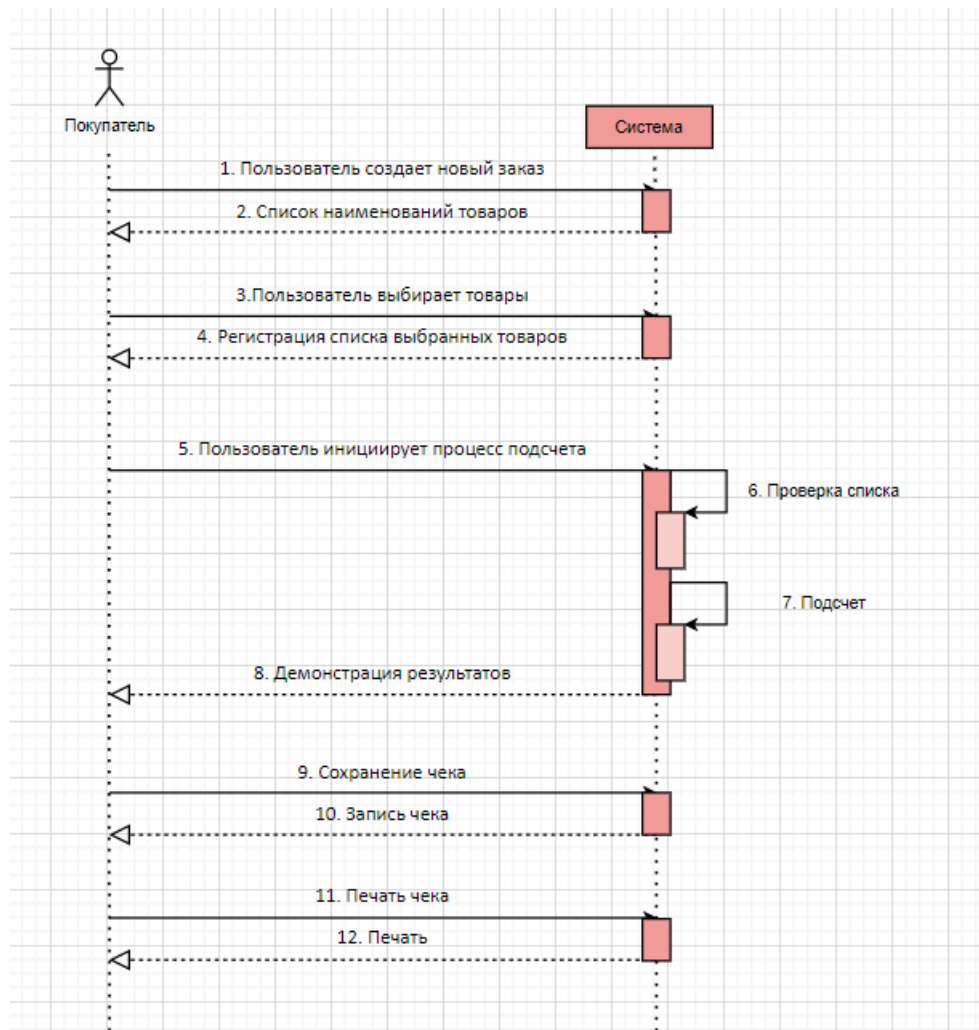 Покупатель
Система
1. Пользователь создает новый заказ
2. Список наименований товаров
3.Пользователь выбирает товары
4. Регистрация списка выбранных товаров
5. Пользователь инициирует процесс подсчета
6. Проверка списка
7. Подсчет
8. Демонстрация результатов
9. Сохранение чека
10. Запись чека
11. Печать чека
12. Печать